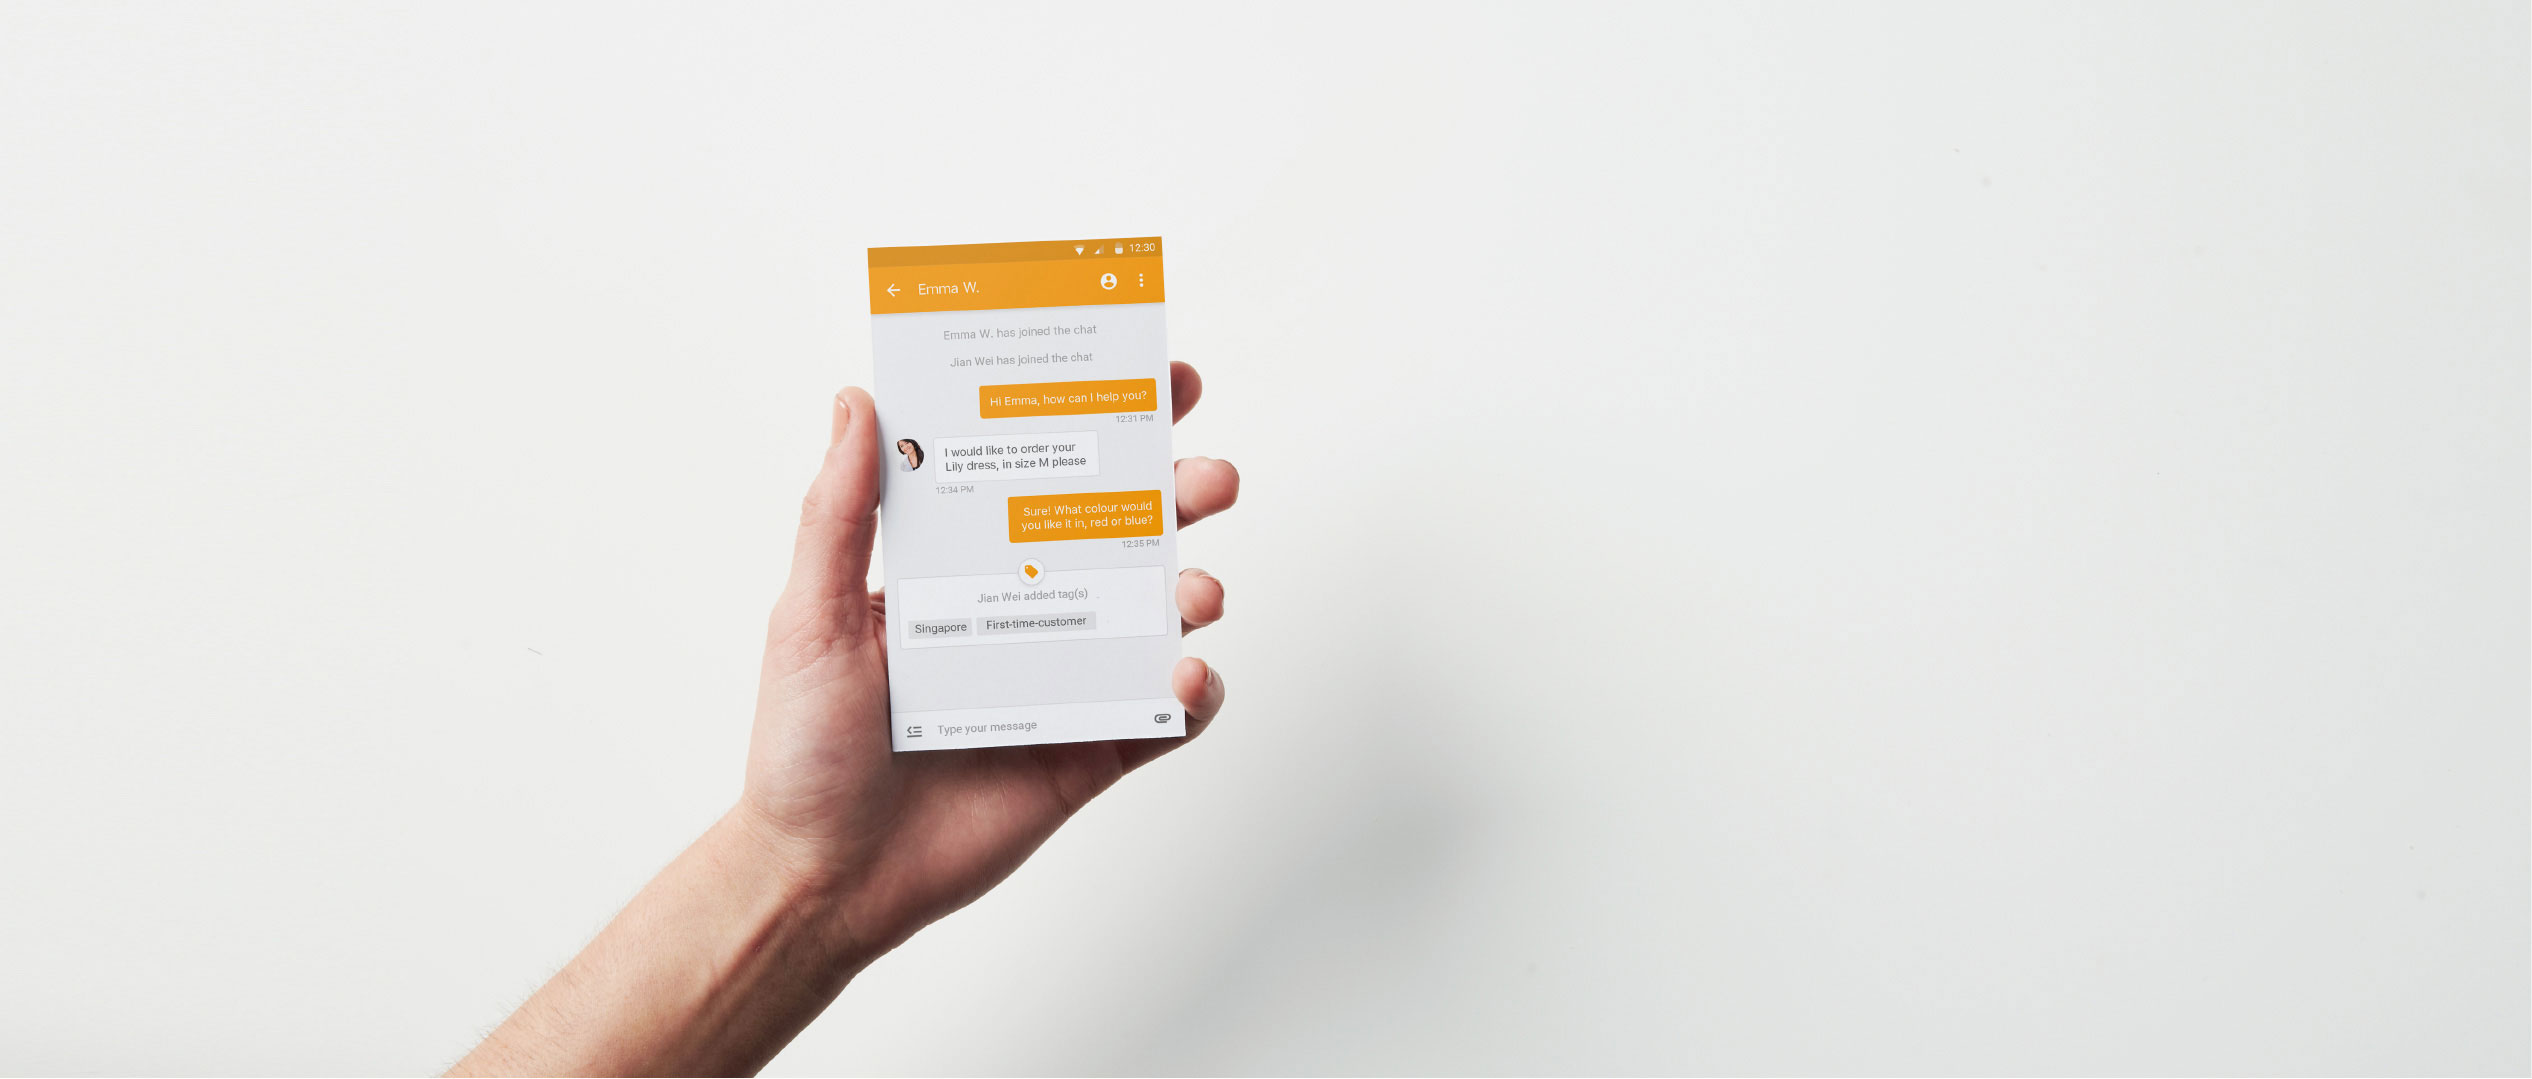 12:30
Emma W.
Emma W. has joined the chat
Jian Wei has joined the chat
Hi Emma, how can I help you?
12:31 PM
I would like to order your
Lily dress, in size M please
12:34 PM
Sure! What colour would
you like it in, red or blue?
12:35 PM
Jian Wei added tag(s)
Singapore First-time-customer
Type your message